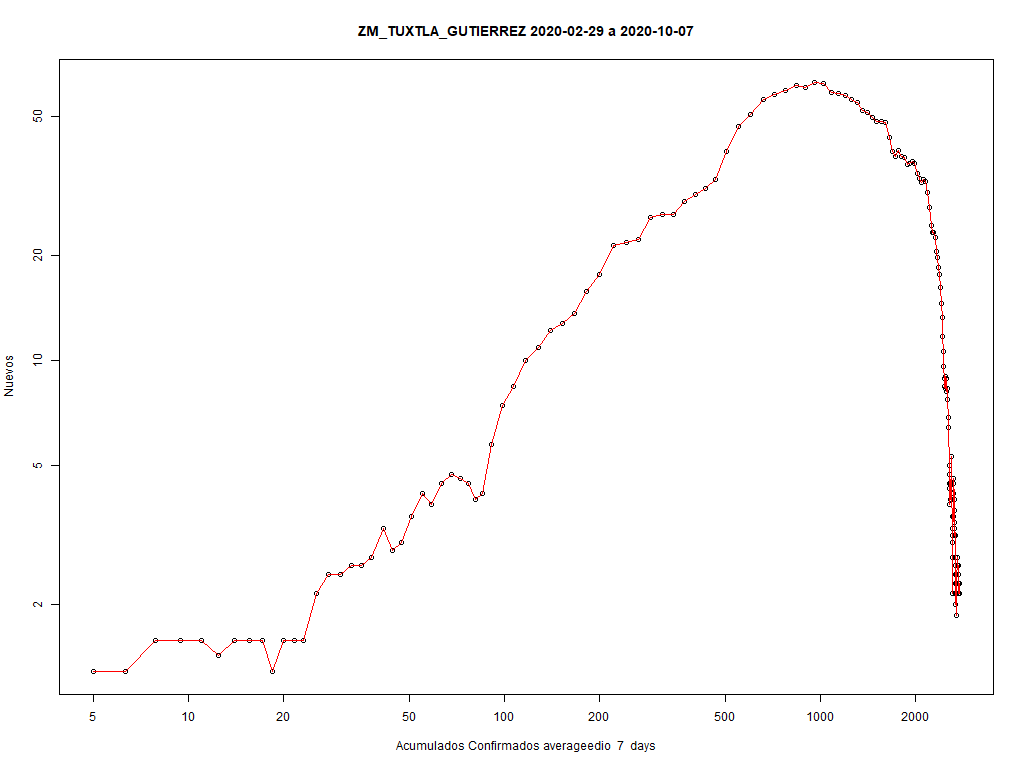 ZM_TUXTLA_GUTIERREZ 2020-02-29 a 2020-10-07
50
20
10
5
2
Nuevos
5 10 20 50 100 200 500 1000 2000
Acumulados Confirmados averageedio 7 days